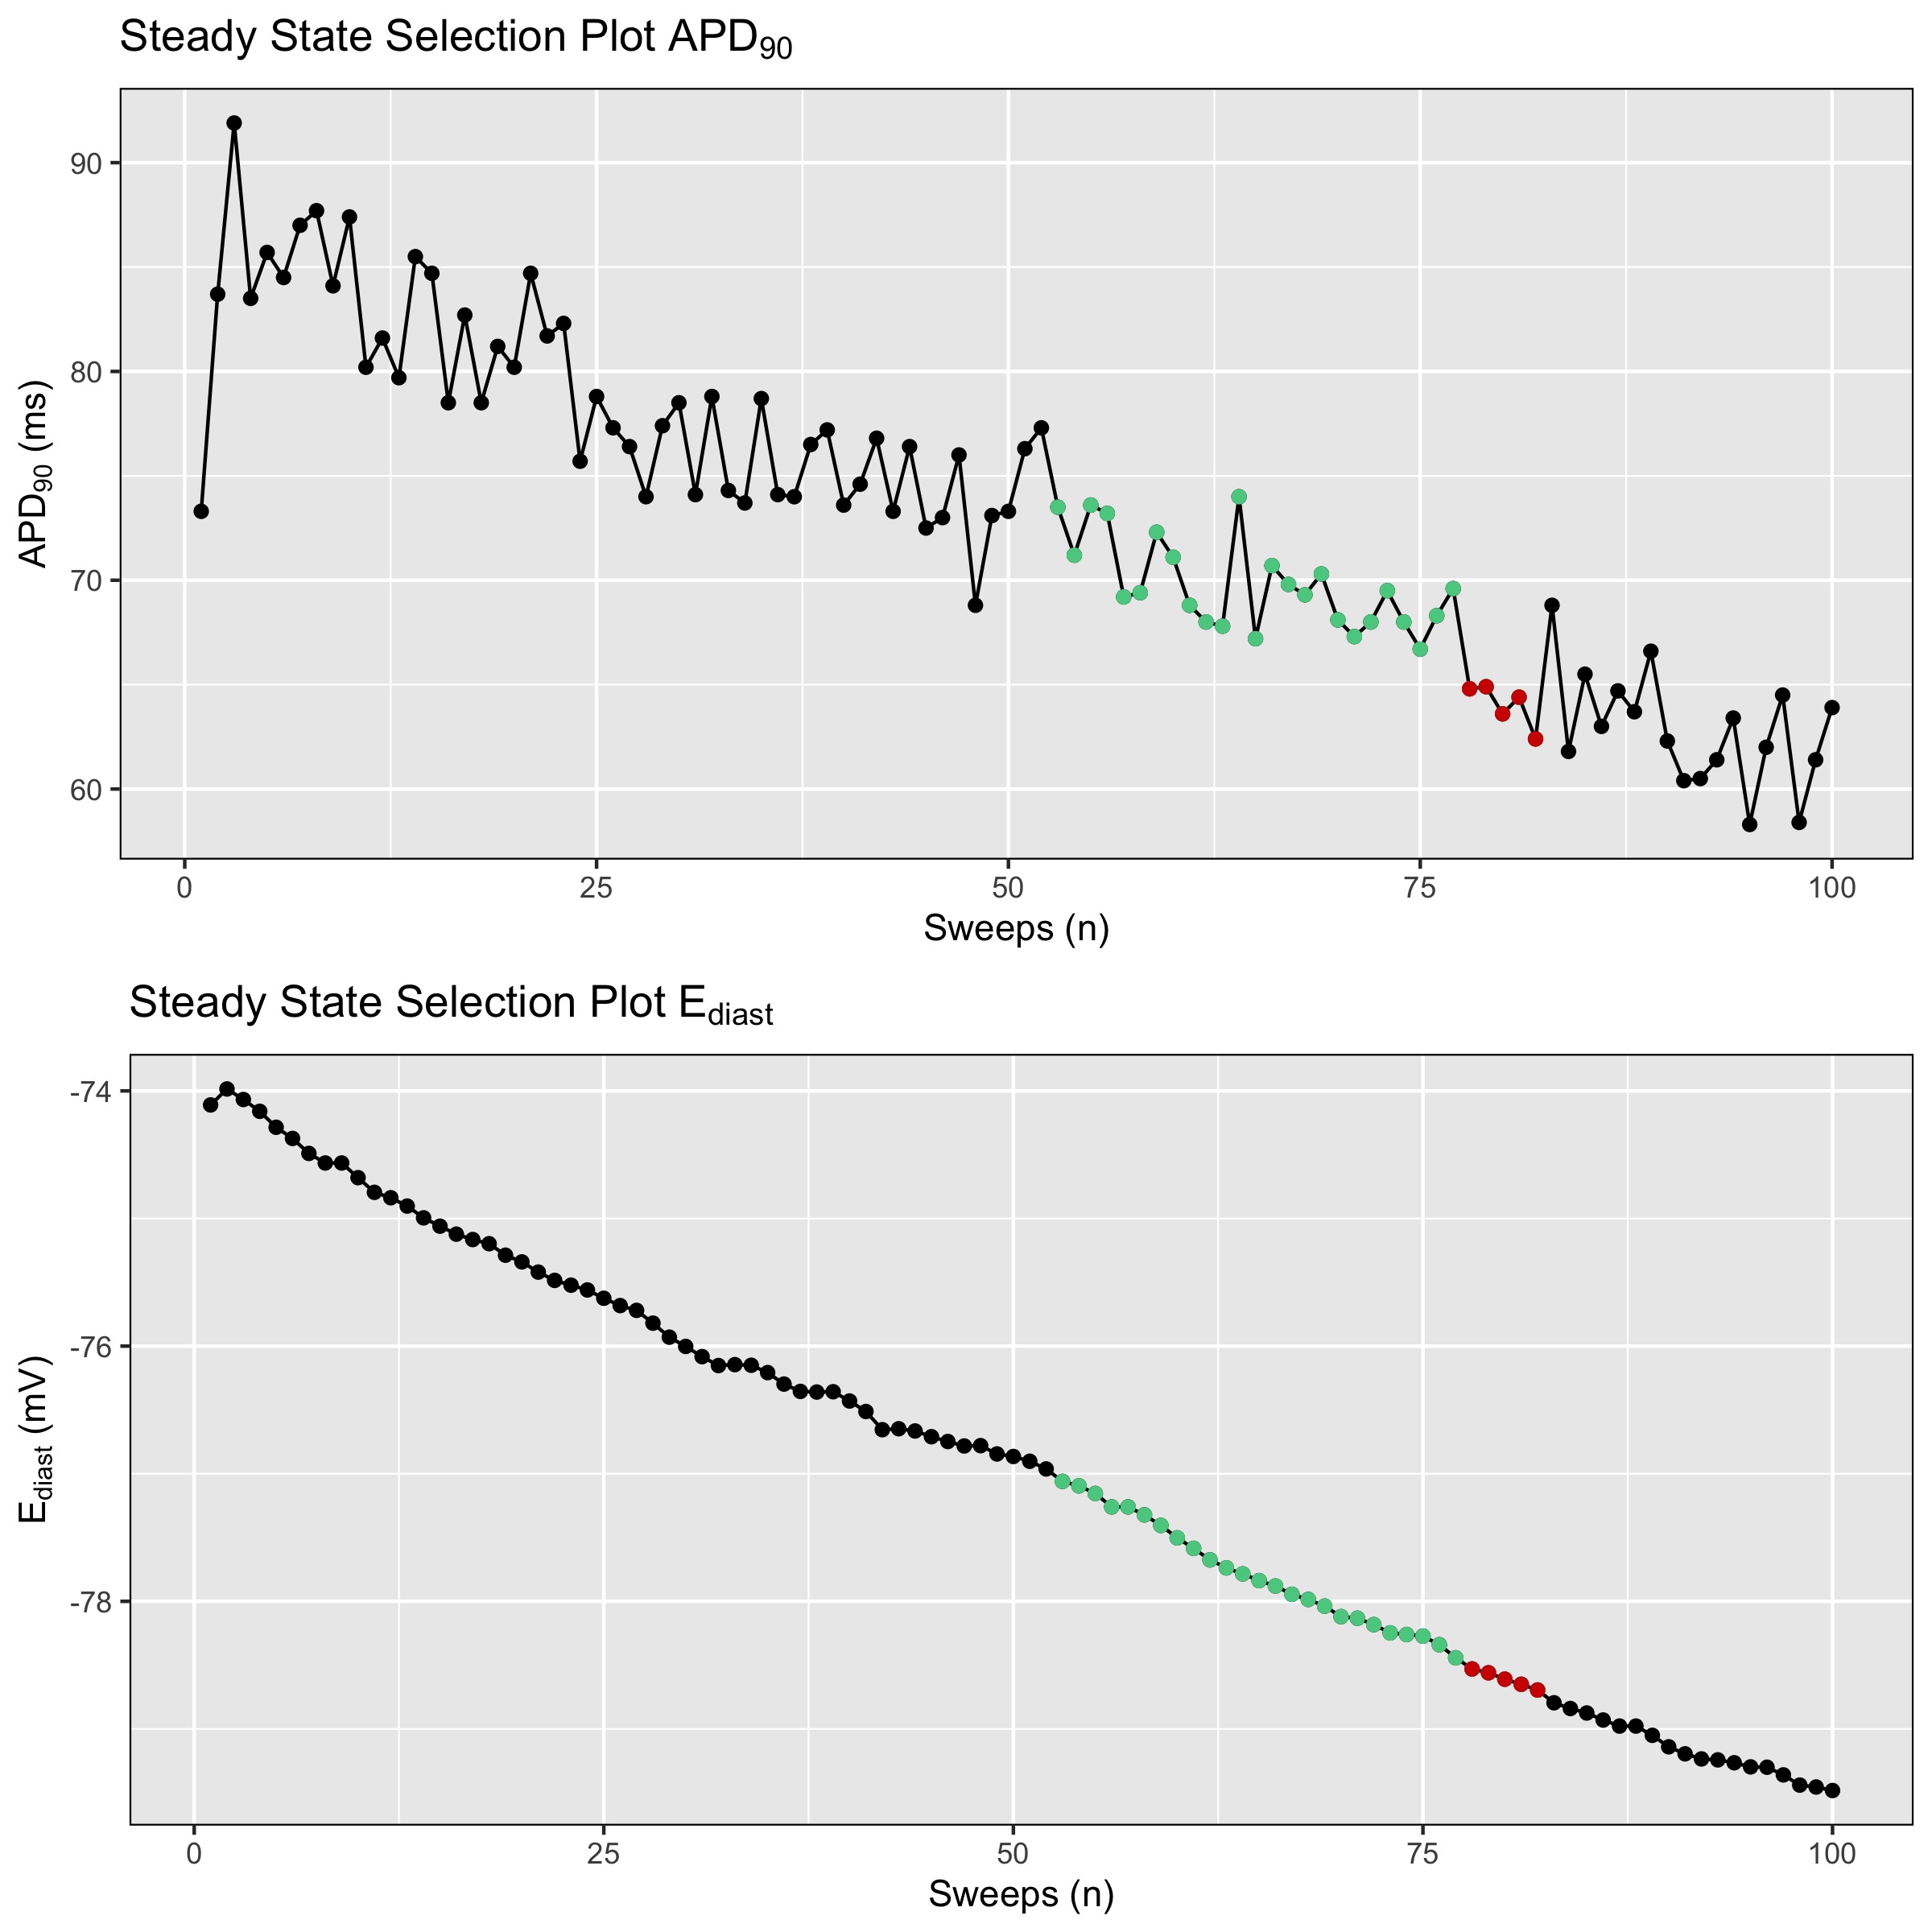 Steady State Selection Plot APD90
APD90 (ms)
90
80
70
60
0 25 50 75 100
Sweeps (n)
Steady State Selection Plot Ediast
Ediast (mV)
-74
-76
-78
0 25 50 75 100
Sweeps (n)